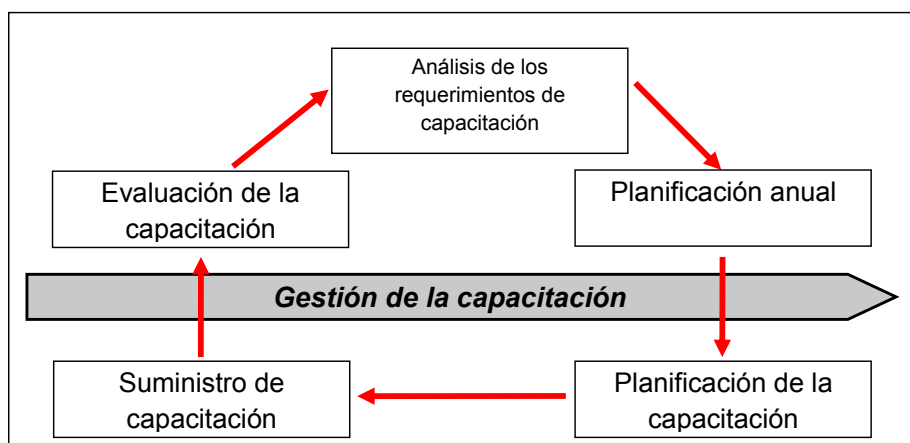 Análisis de los
requerimientos de
capacitación
Evaluación de la
capacitación
Planificación anual
Gestión de la capacitación
Suministro de
capacitación
Planificación de la
capacitación